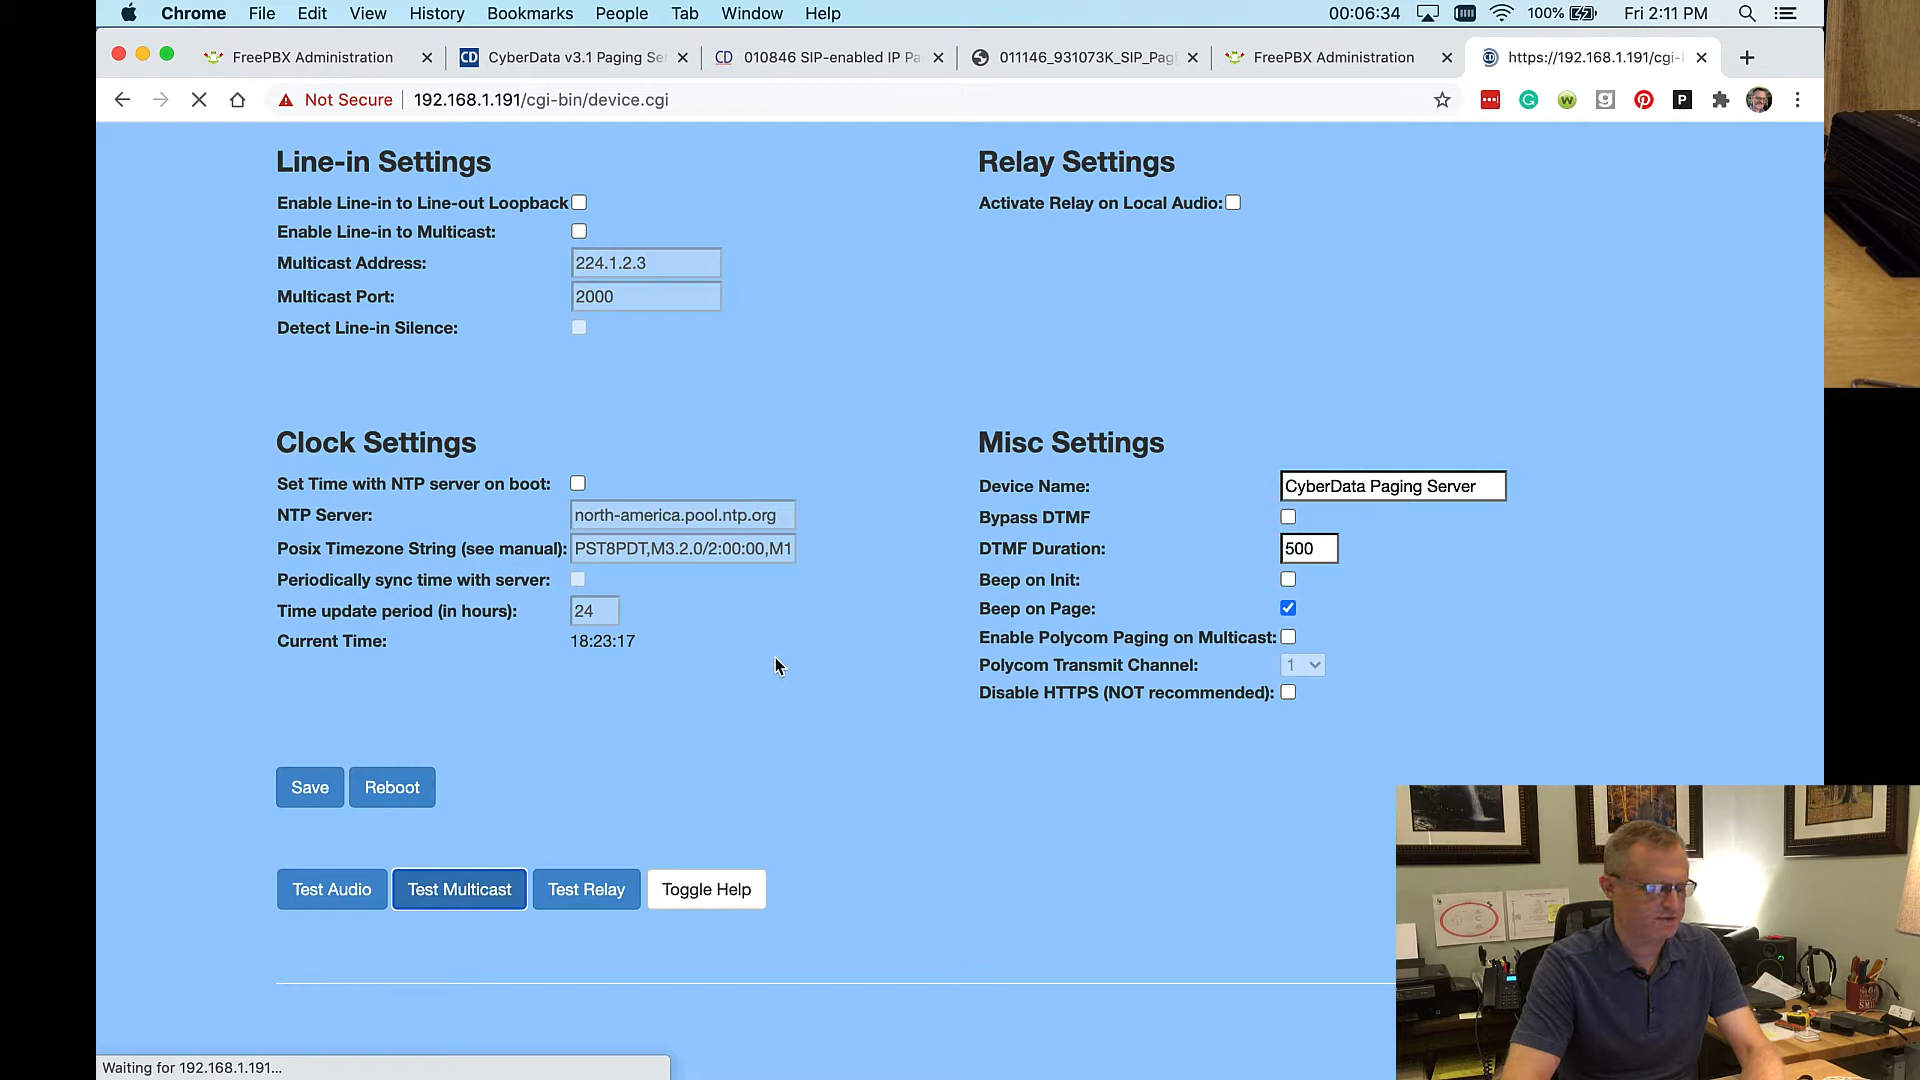 Chrome File Edit View History Bookmarks People Tab Window Help 00:06:34 100% Fri 2:11 PM
FreePBX Administration CyberData v3.1 Paging Se 010846 SIP-enabled IP Pa 011146_931073K_SIP_Pag FreePBX Administration https://192.168.1.191/cgi-
Not Secure 192.168.1.191/cgi-bin/device.cgi
Line-in Settings
Enable Line-in to Line-out Loopback
Enable Line-in to Multicast:
Multicast Address: 224.1.2.3
Multicast Port: 2000
Detect Line-in Silence:
Relay Settings
Activate Relay on Local Audio:
Clock Settings
Set Time with NTP server on boot:
NTP Server: north-america.pool.ntp.org
Posix Timezone String (see manual): PST8PDT,M3.2.0/2:00:00,M1
Periodically sync time with server:
Time update period (in hours): 24
Current Time: 18:23:17
Misc Settings
Device Name: CyberData Paging Server
Bypass DTMF
DTMF Duration: 500
Beep on Init:
Beep on Page:
Enable Polycom Paging on Multicast:
Polycom Transmit Channel: 1
Disable HTTPS (NOT recommended):
Save Reboot
Test Audio Test Multicast Test Relay Toggle Help
Waiting for 192.168.1.191...